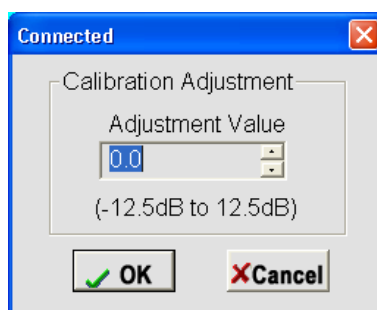 Connected
Calibration Adjustment
Adjustment Value
0.0
(-12.5dB to 12.5dB)
OK
Cancel